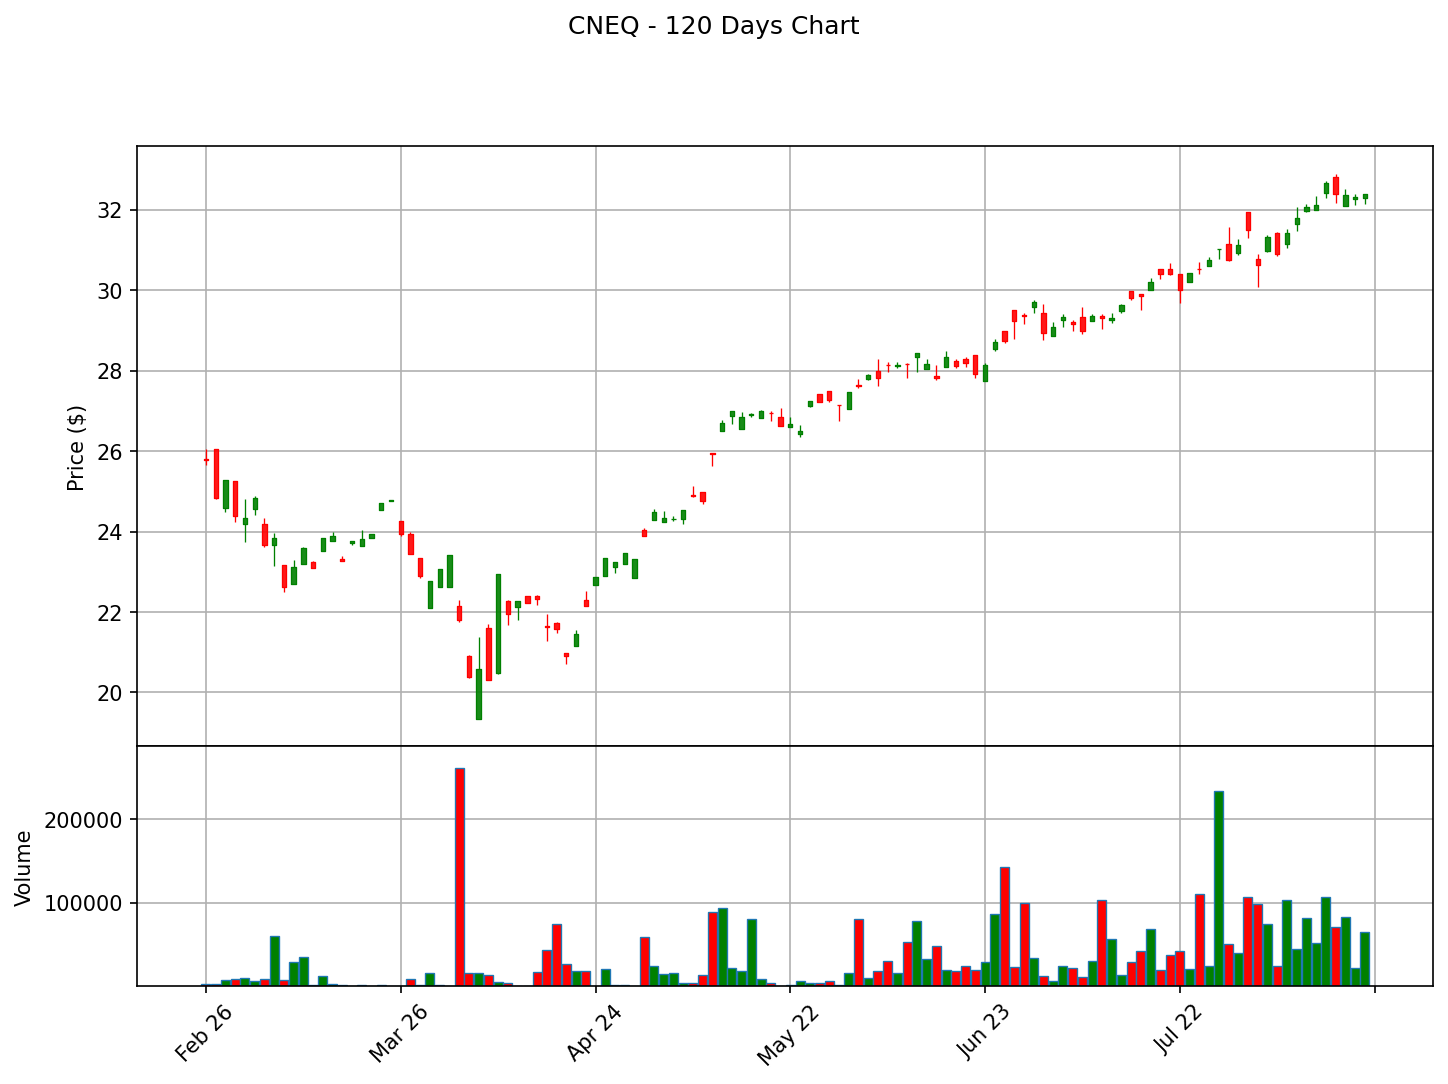 CNEQ - 120 Days Chart
Price ($)
32
30
28
26
24
22
20
Volume
200000
100000
Feb 26
Mar 26
Apr 24
May 22
Jun 23
Jul 22